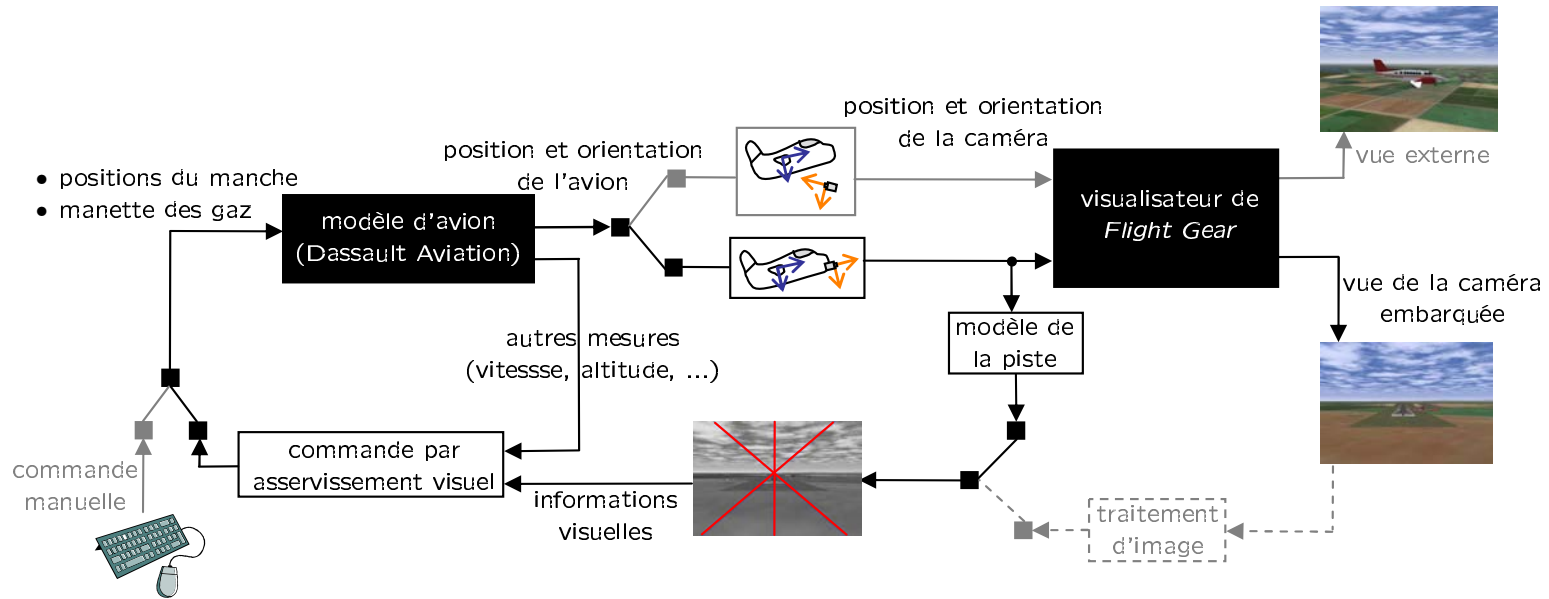 position et orientation
de la caméra
vue externe
position et orientation
de l'avion
• positions du manche
• manette des gaz
modèle d'avion
(Dassault Aviation)
visualisateur de
Flight Gear
vue de la caméra
embarquée
autres mesures
(vitessse, altitude, ...)
modèle de
la piste
commande
manuelle
commande par
asservissement visuel
informations
visuelles
traitement
d'image